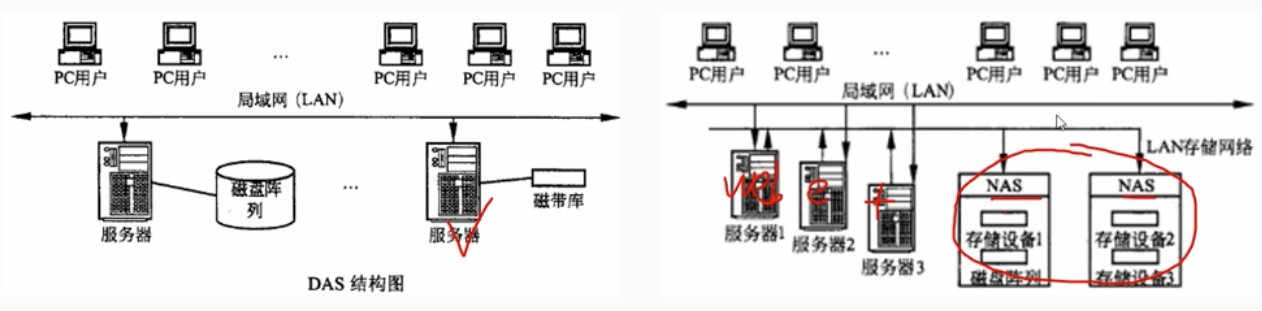 PC用户 PC用户 ... PC用户 PC用户 PC用户
局域网 (LAN)
服务器
磁盘阵
列
...
服务器
磁带库
DAS 结构图
PC用户 PC用户 ... PC用户 PC用户 PC用户
局域网 (LAN)
LAN存储网络
服务器1
服务器2
服务器3
NAS
存储设备1
磁盘阵列
NAS
存储设备2
存储设备3